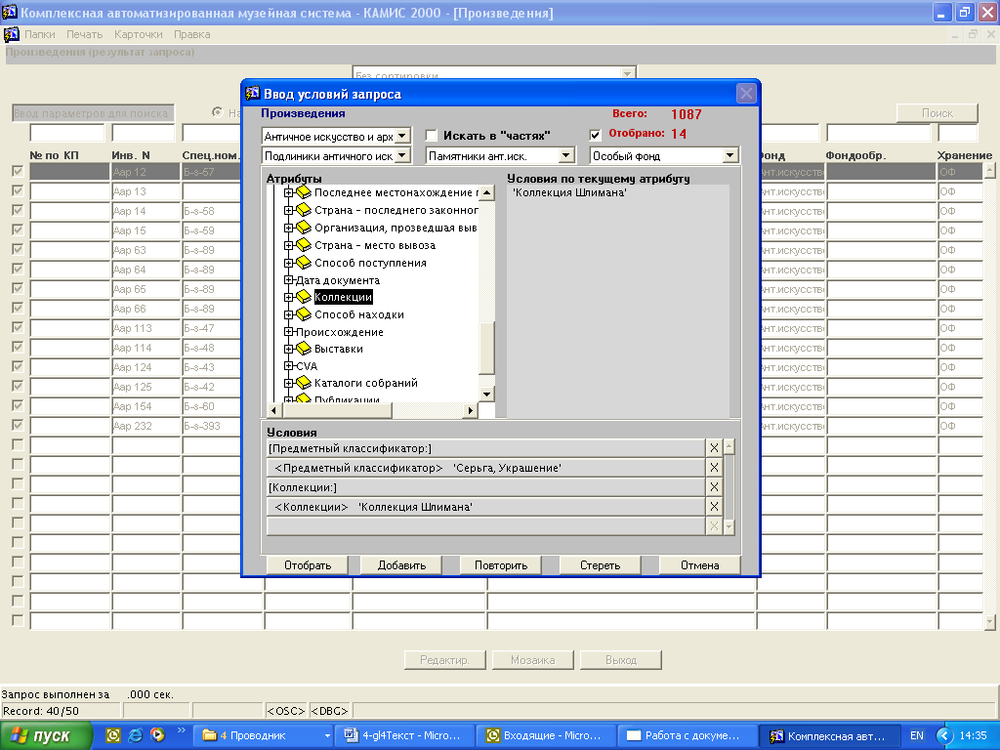 Комплексная автоматизированная музейная система - КАМИС 2000 - [Произведения]
Папки Печать Карточки Правка
Произведения (результат запроса)
Без сортировки
Ввод параметров для поиска На Поиск
№ по КП Инв. N Спец.ном. Фонд Фондообр. Хранение
Аар 12 Б-s-57 Ант.искусств ОФ
Аар 13 Ант.искусств ОФ
Аар 14 Б-s-58 Ант.искусств ОФ
Аар 15 Б-s-59 Ант.искусств ОФ
Аар 63 Б-s-89 Ант.искусств ОФ
Аар 64 Б-s-89 Ант.искусств ОФ
Аар 65 Б-s-89 Ант.искусств ОФ
Аар 66 Б-s-89 Ант.искусств ОФ
Аар 113 Б-s-47 Ант.искусств ОФ
Аар 114 Б-s-48 Ант.искусств ОФ
Аар 124 Б-s-43 Ант.искусств ОФ
Аар 125 Б-s-42 Ант.искусств ОФ
Аар 154 Б-s-60 Ант.искусств ОФ
Аар 232 Б-s-393 Ант.искусств ОФ
Ввод условий запроса
Произведения Всего: 1087
Античное искусство и арх Искать в "частях" Отобрано: 14
Подлиники античного иск Памятники ант.иск. Особый фонд
Атрибуты Условия по текущему атрибуту
'Коллекция Шлимана'
Последнее местонахождение п
Страна - последнего законног
Организация, прозведшая выв
Страна - место вывоза
Способ поступления
Дата документа
Коллекции
Способ находки
Происхождение
Выставки
CVA
Каталоги собраний
Публикации
Условия
[Предметный классификатор:] X
<Предметный классификатор> 'Серьга, Украшение' X
[Коллекции:] X
<Коллекции> 'Коллекция Шлимана' X
X
Отобрать Добавить Повторить Стереть Отмена
Редактир. Мозаика Выход
Запрос выполнен за .000 сек.
Record: 40/50 <OSC> <DBG>
пуск 4 Проводник 4-gl4Текст - Micro... Входящие - Micros... Работа с докуме... Комплексная авт... EN 14:35